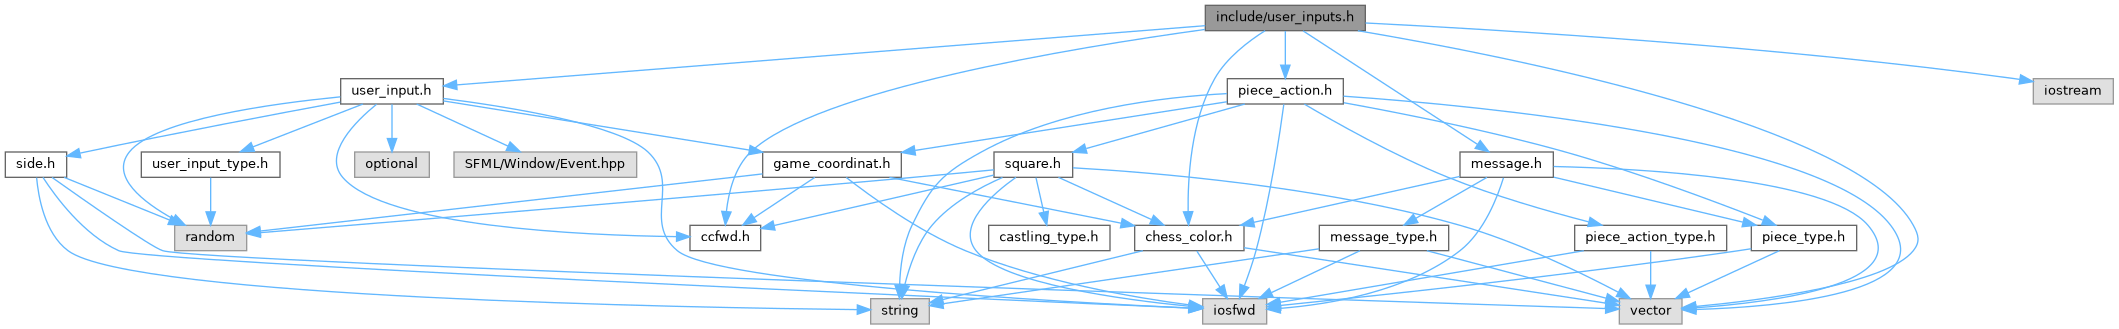 include/user_inputs.h
user_input.h
piece_action.h
iostream
side.h
user_input_type.h
optional
SFML/Window/Event.hpp
game_coordinat.h
square.h
message.h
random
ccfwd.h
castling_type.h
chess_color.h
message_type.h
piece_action_type.h
piece_type.h
string
iosfwd
vector